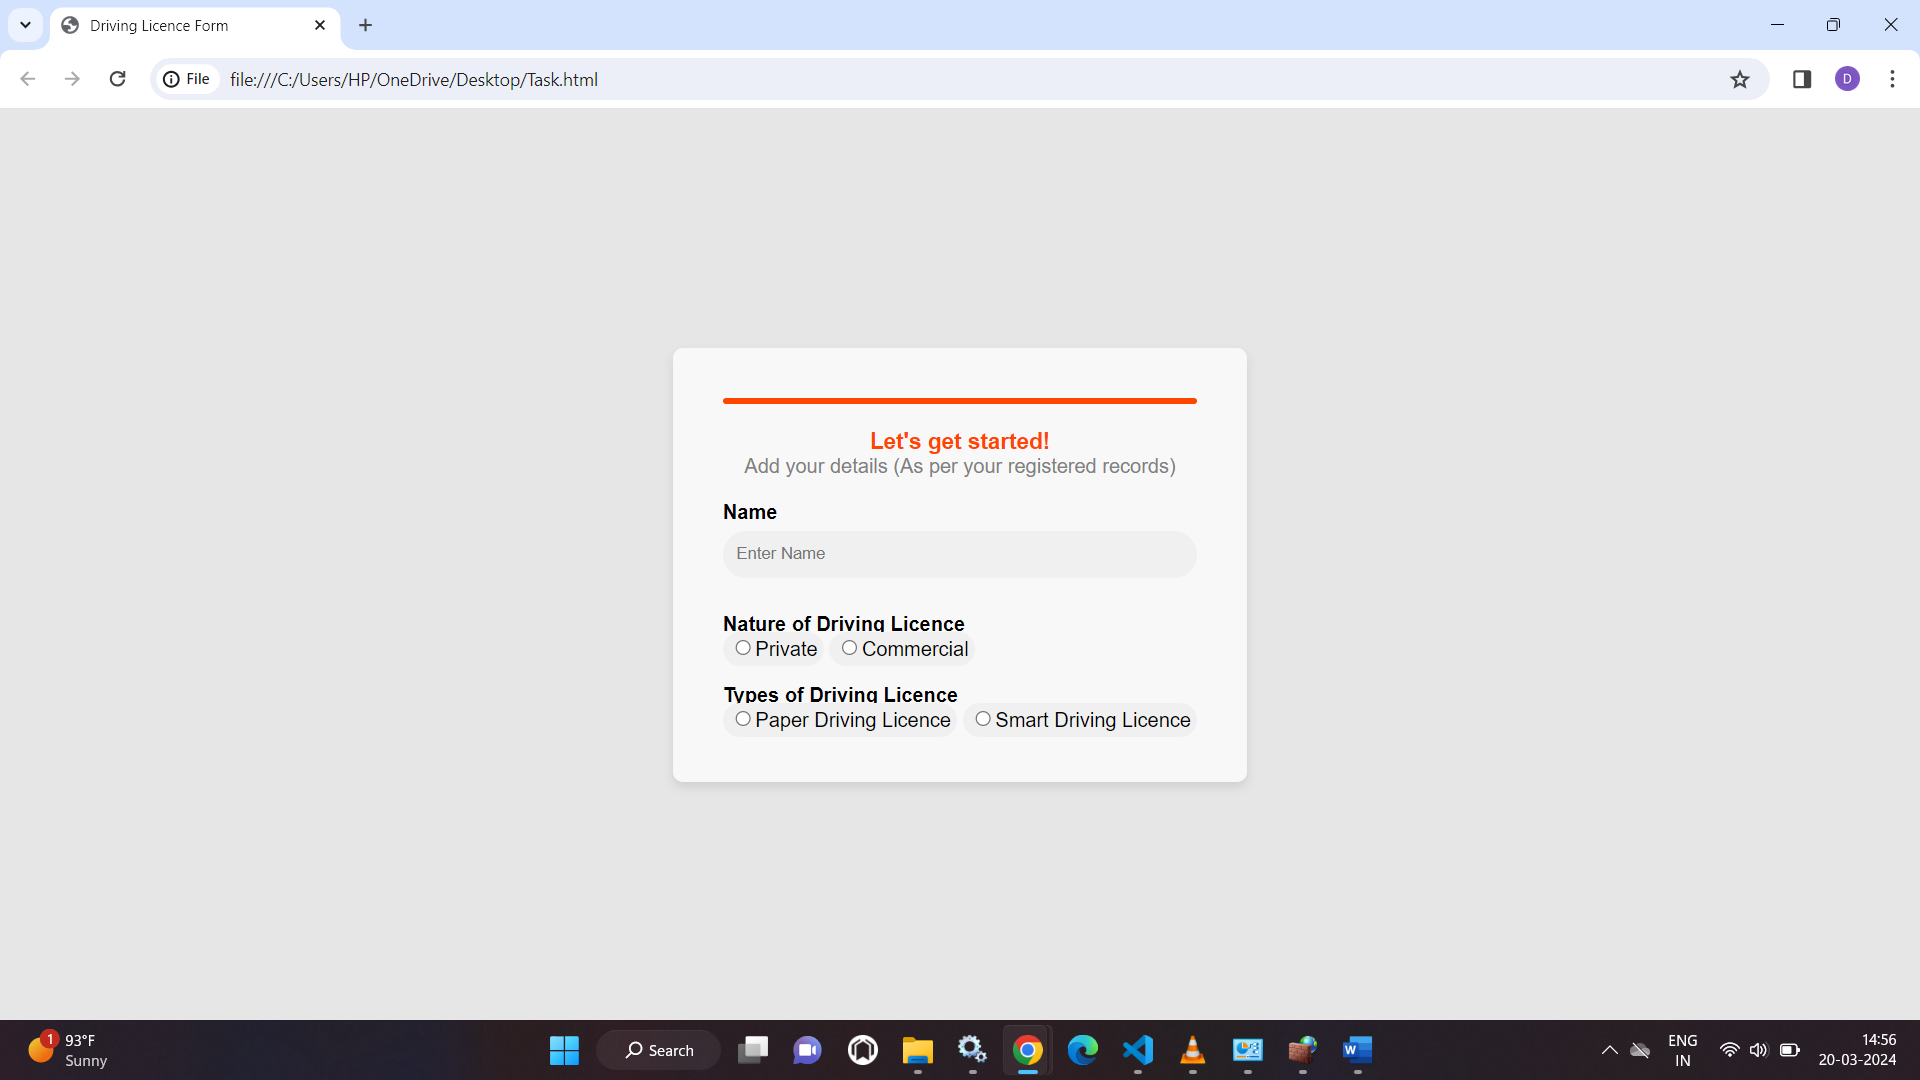 Driving Licence Form
File file:///C:/Users/HP/OneDrive/Desktop/Task.html
D
Let's get started!
Add your details (As per your registered records)
Name
Enter Name
Nature of Driving Licence
Private Commercial
Types of Driving Licence
Paper Driving Licence Smart Driving Licence
1
93°F
Sunny
Search
W
ENG
IN
14:56
20-03-2024